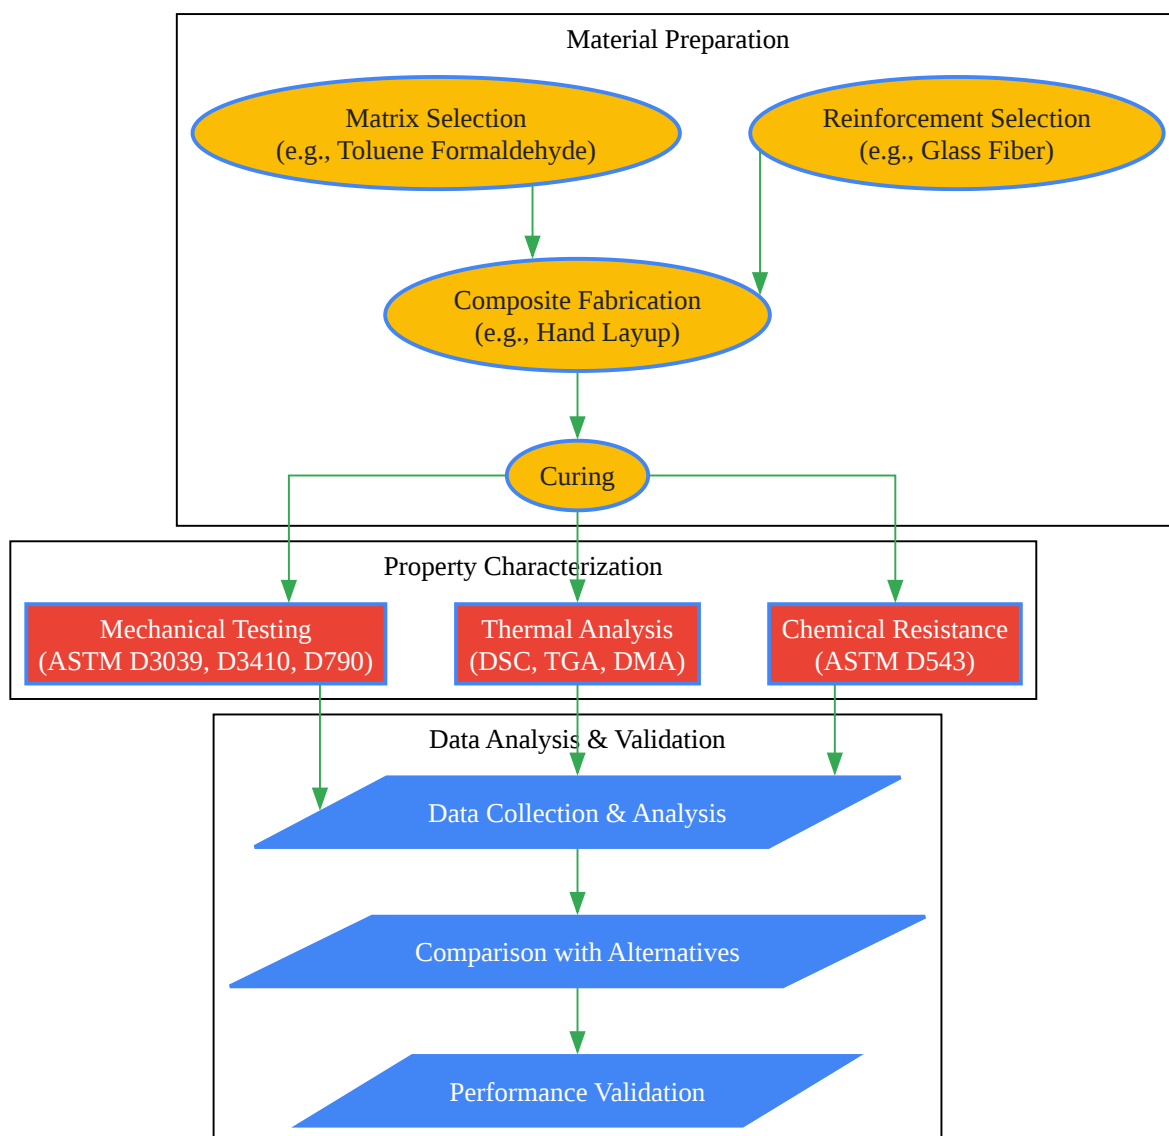 Material Preparation
Matrix Selection
(e.g., Toluene Formaldehyde)
Reinforcement Selection
(e.g., Glass Fiber)
Composite Fabrication
(e.g., Hand Layup)
Curing
Property Characterization
Mechanical Testing
(ASTM D3039, D3410, D790)
Thermal Analysis
(DSC, TGA, DMA)
Chemical Resistance
(ASTM D543)
Data Analysis & Validation
Data Collection & Analysis
Comparison with Alternatives
Performance Validation